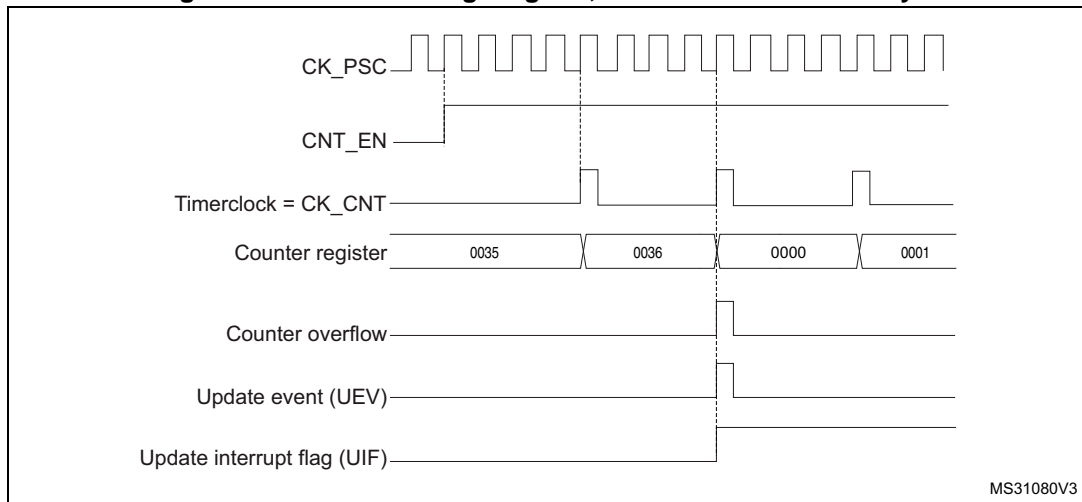 CK_PSC
CNT_EN
Timerclock = CK_CNT
Counter register 0035 0036 0000 0001
Counter overflow
Update event (UEV)
Update interrupt flag (UIF)
MS31080V3